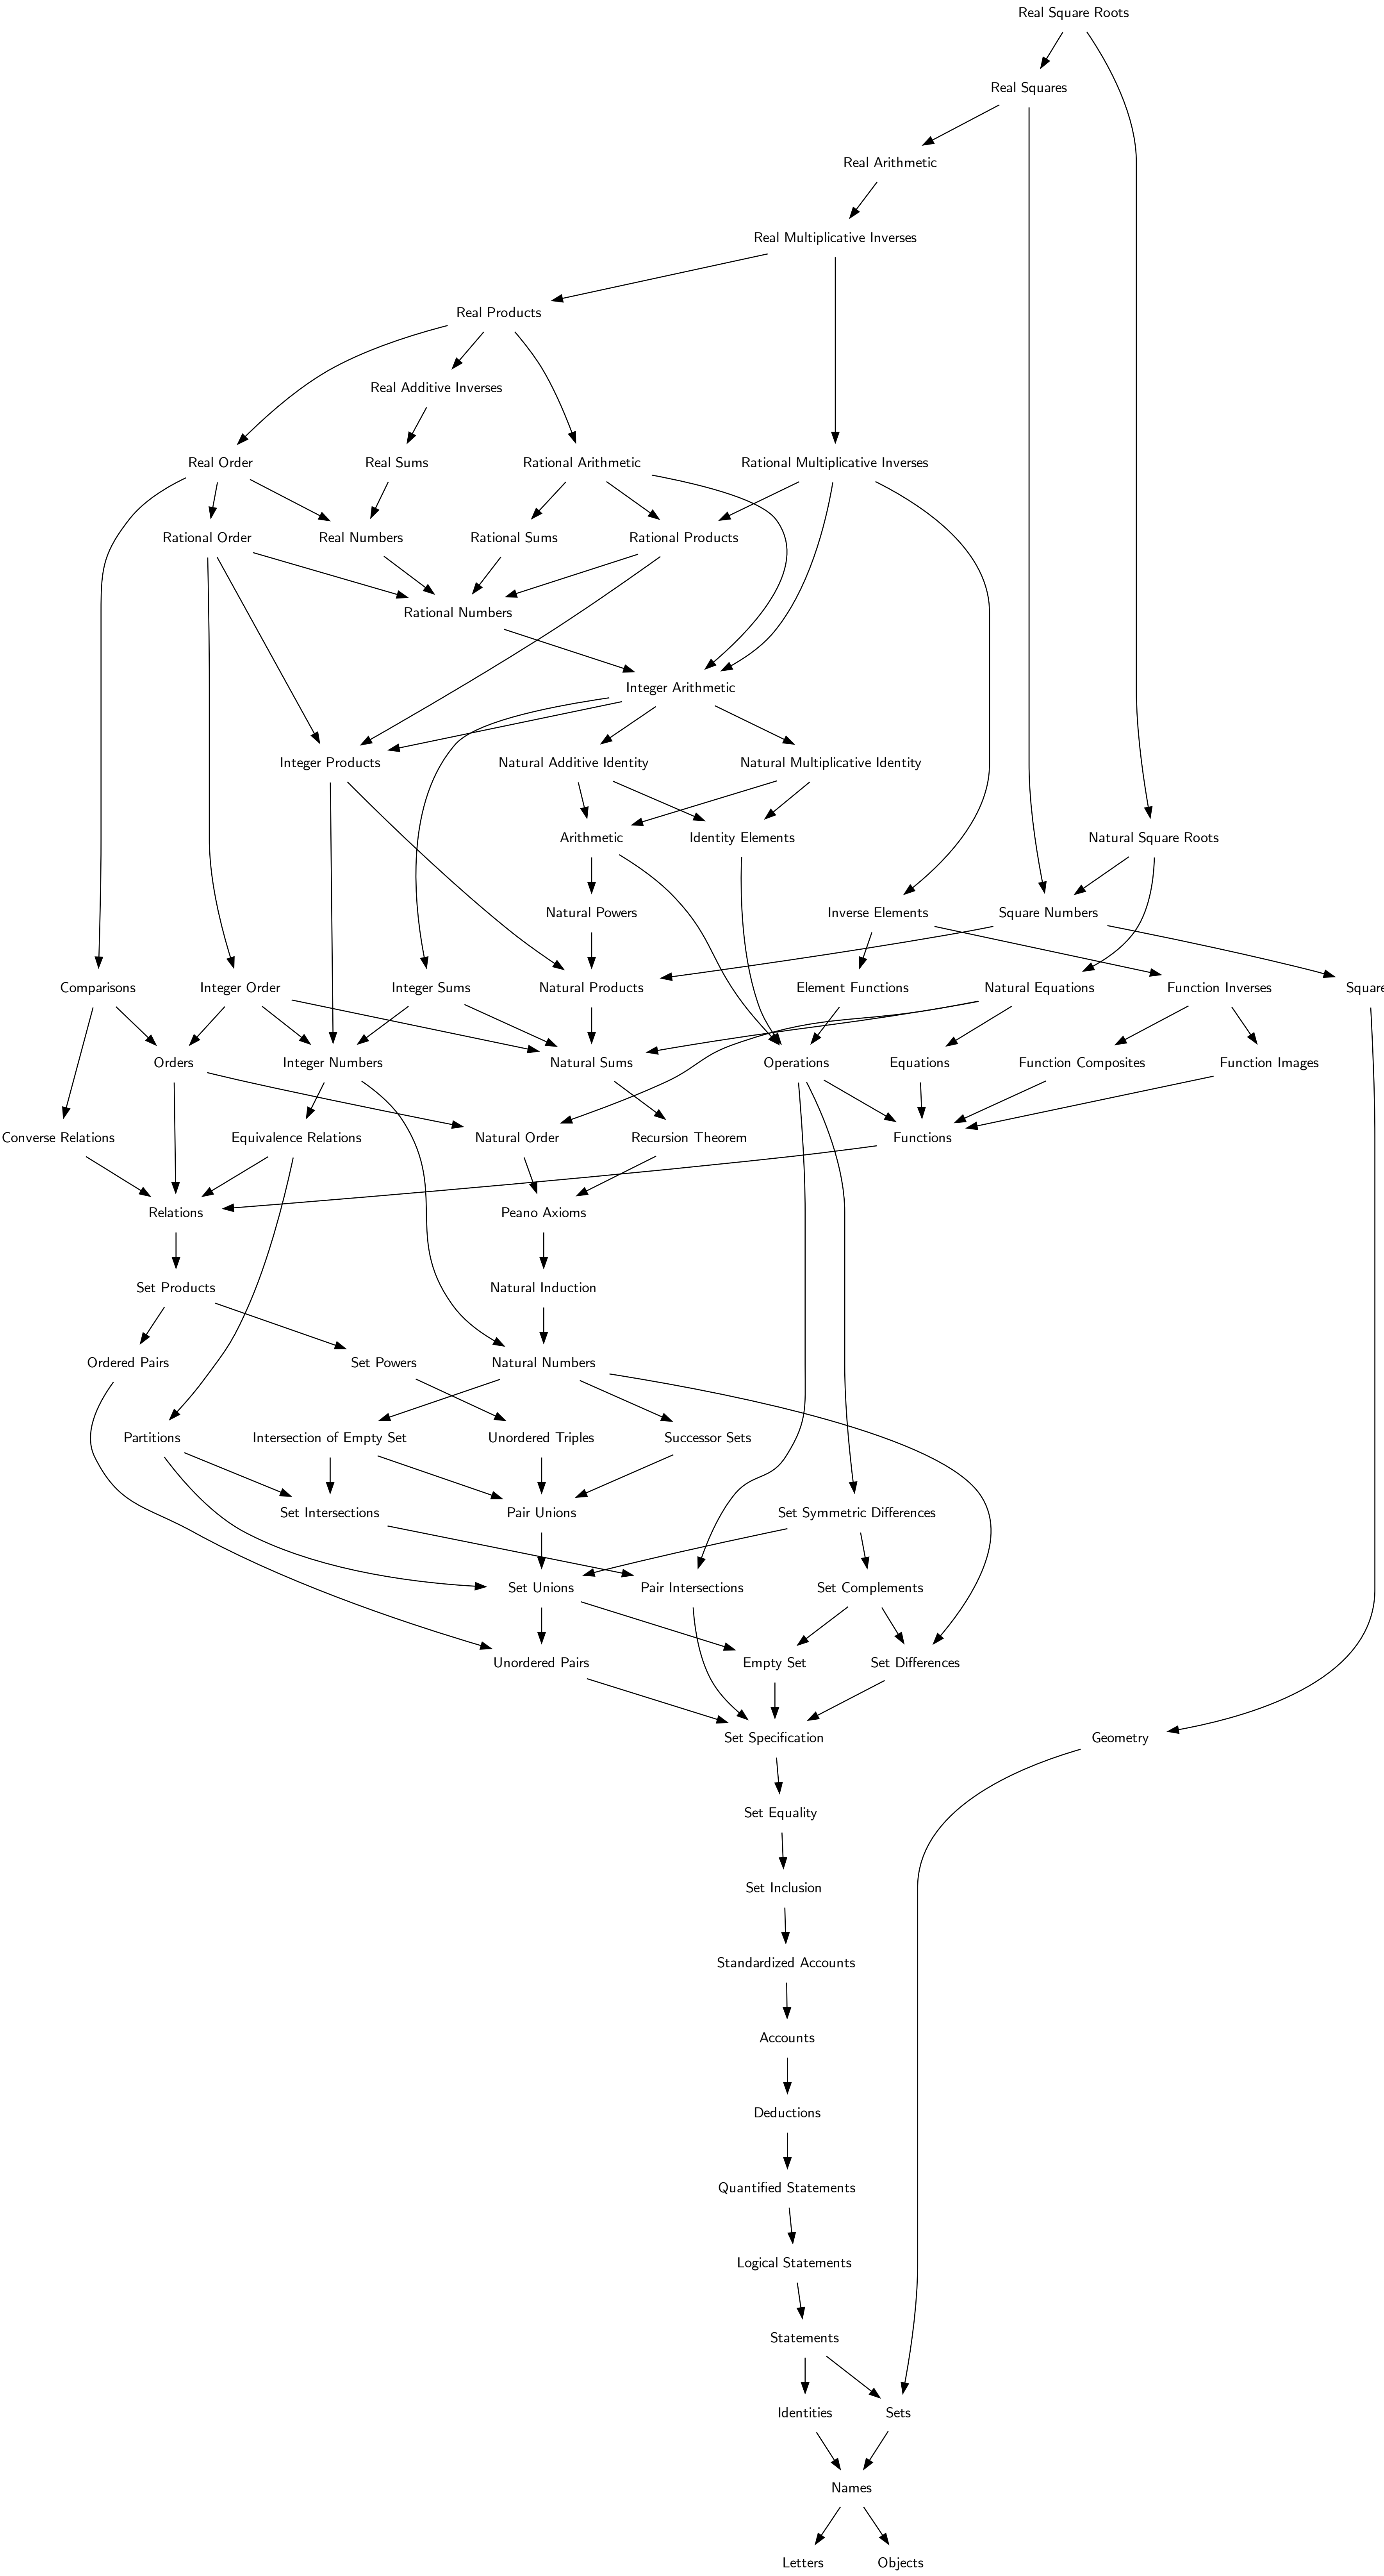 Real Square Roots
Real Squares
Real Arithmetic
Real Multiplicative Inverses
Real Products
Real Additive Inverses
Real Order
Real Sums
Rational Arithmetic
Rational Multiplicative Inverses
Rational Order
Real Numbers
Rational Sums
Rational Products
Rational Numbers
Integer Arithmetic
Integer Products
Natural Additive Identity
Natural Multiplicative Identity
Arithmetic
Identity Elements
Natural Square Roots
Natural Powers
Inverse Elements
Square Numbers
Comparisons
Integer Order
Integer Sums
Natural Products
Element Functions
Natural Equations
Function Inverses
Square
Orders
Integer Numbers
Natural Sums
Operations
Equations
Function Composites
Function Images
Converse Relations
Equivalence Relations
Natural Order
Recursion Theorem
Functions
Relations
Peano Axioms
Set Products
Natural Induction
Ordered Pairs
Set Powers
Natural Numbers
Partitions
Intersection of Empty Set
Unordered Triples
Successor Sets
Set Intersections
Pair Unions
Set Symmetric Differences
Set Unions
Pair Intersections
Set Complements
Unordered Pairs
Empty Set
Set Differences
Set Specification
Geometry
Set Equality
Set Inclusion
Standardized Accounts
Accounts
Deductions
Quantified Statements
Logical Statements
Statements
Identities
Sets
Names
Letters
Objects